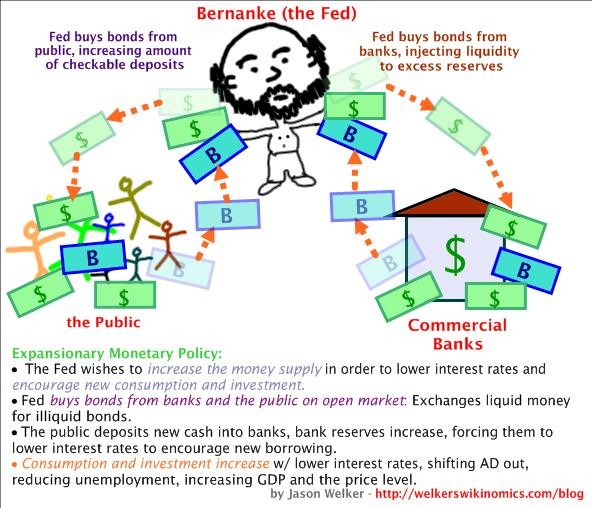 Bernanke (the Fed)
Fed buys bonds from
public, increasing amount
of checkable deposits
Fed buys bonds from
banks, injecting liquidity
to excess reserves
$
$
$
$
$
$
B
B
$
$
B
B
B
B
$
$
B
$
B
$
B
$
$
$
the Public
Commercial
Banks
Expansionary Monetary Policy:
• The Fed wishes to increase the money supply in order to lower interest rates and
encourage new consumption and investment.
• Fed buys bonds from banks and the public on open market: Exchanges liquid money
for illiquid bonds.
• The public deposits new cash into banks, bank reserves increase, forcing them to
lower interest rates to encourage new borrowing.
• Consumption and investment increase w/ lower interest rates, shifting AD out,
reducing unemployment, increasing GDP and the price level.
by Jason Welker - http://welkerswikinomics.com/blog